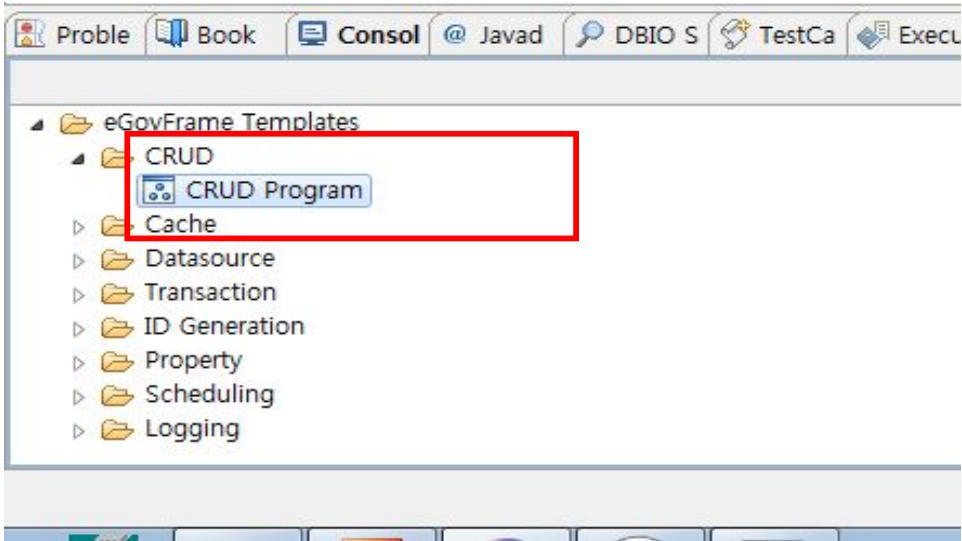 Proble Book Consol @ Javad DBIO S TestCa Execu
eGovFrame Templates
CRUD
CRUD Program
Cache
Datasource
Transaction
ID Generation
Property
Scheduling
Logging